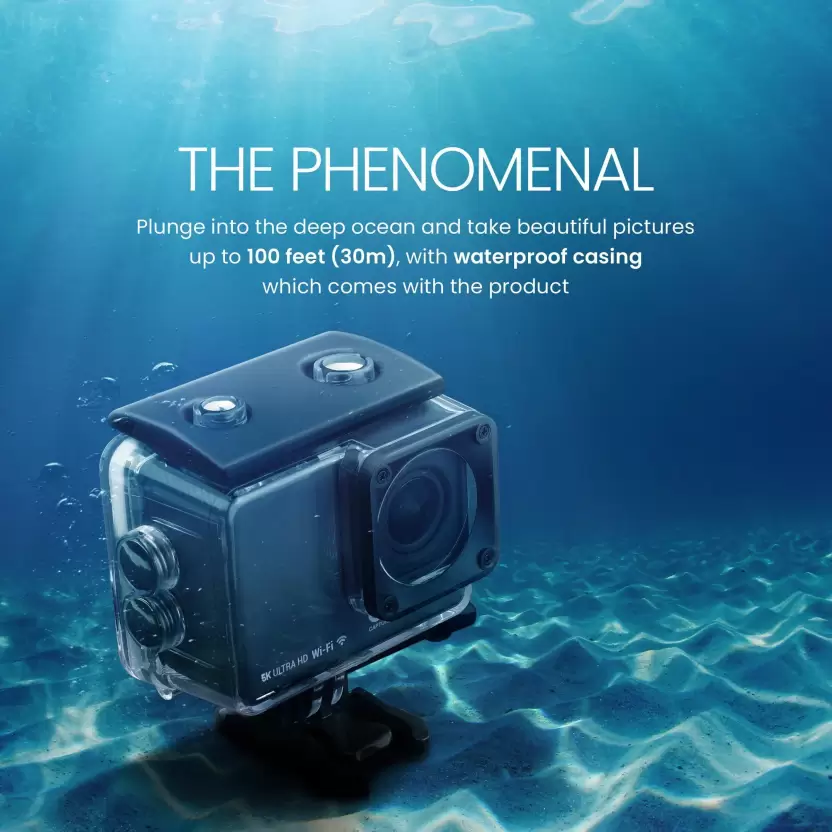 THE PHENOMENAL
Plunge into the deep ocean and take beautiful pictures
up to 100 feet (30m), with waterproof casing
which comes with the product
5K ULTRA HD Wi-Fi